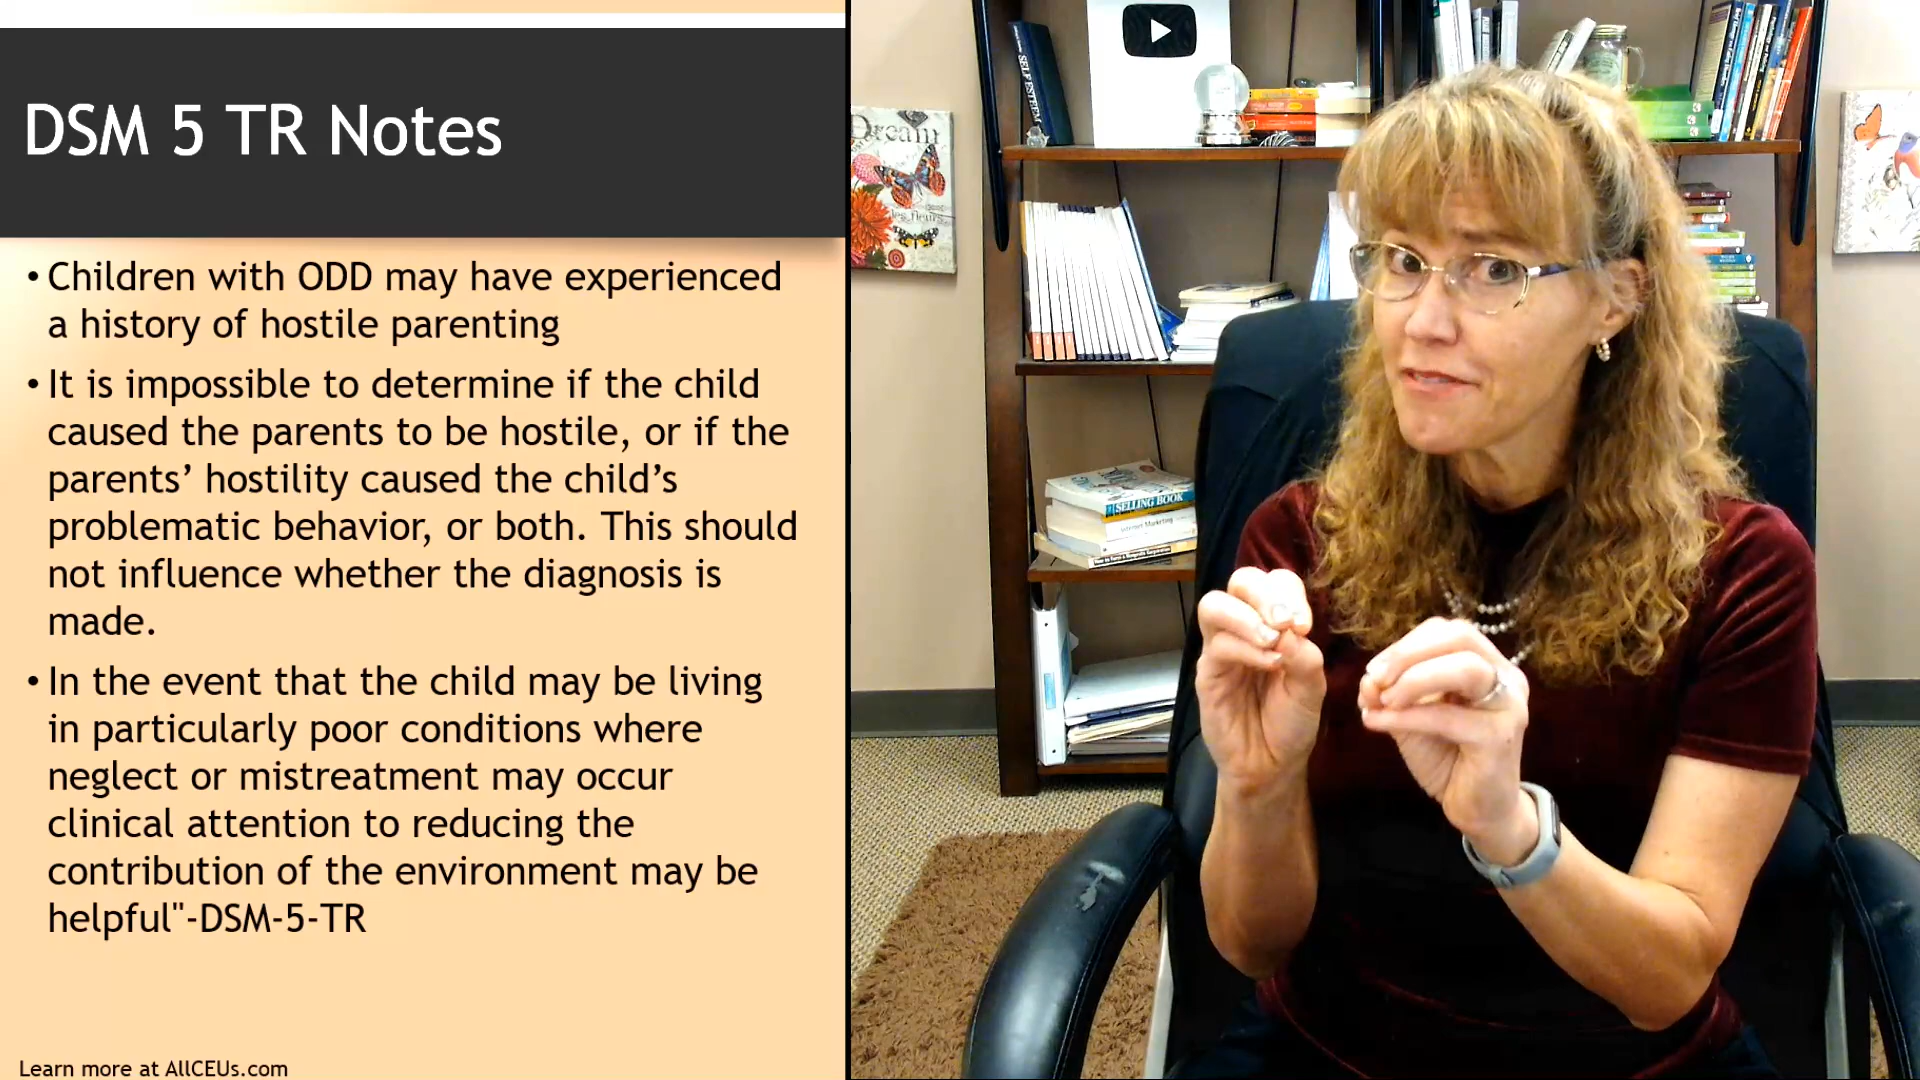 DSM 5 TR Notes
• Children with ODD may have experienced
a history of hostile parenting
• It is impossible to determine if the child
caused the parents to be hostile, or if the
parents’ hostility caused the child’s
problematic behavior, or both. This should
not influence whether the diagnosis is
made.
• In the event that the child may be living
in particularly poor conditions where
neglect or mistreatment may occur
clinical attention to reducing the
contribution of the environment may be
helpful"-DSM-5-TR
Learn more at AllCEUs.com
Dream
les fleurs
SELF ESTEEM
SELLING BOOK
Internet Marketing